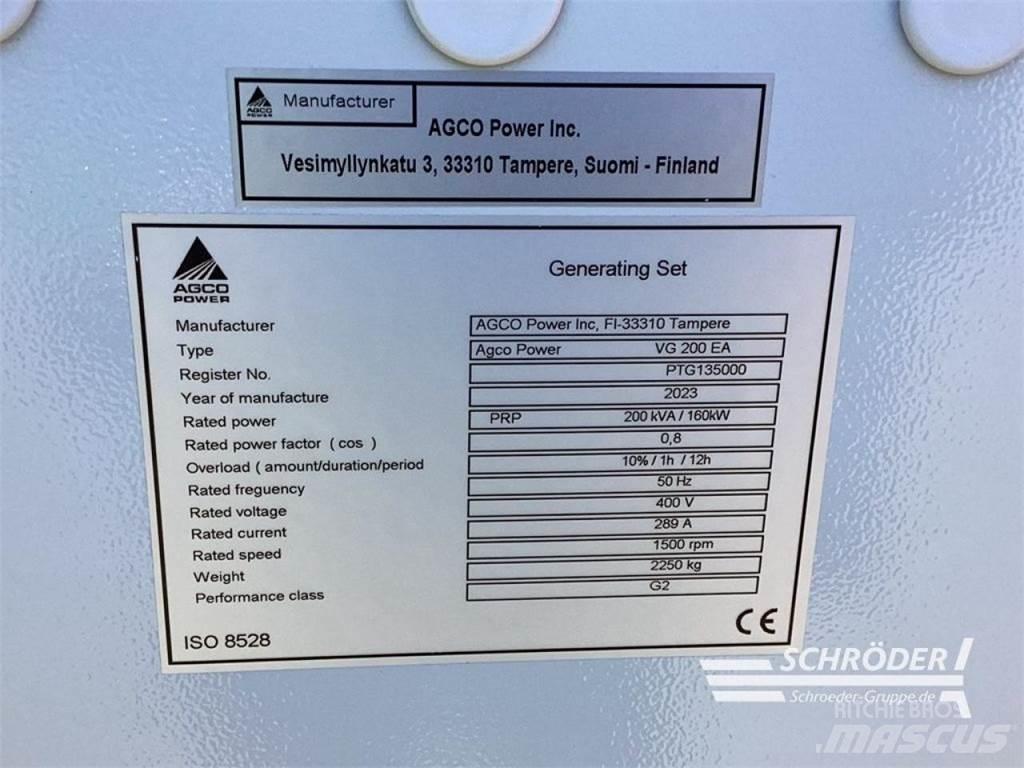 AGCO POWER Manufacturer
AGCO Power Inc.
Vesimyllynkatu 3, 33310 Tampere, Suomi - Finland
AGCO
POWER
Generating Set
Manufacturer AGCO Power Inc, FI-33310 Tampere
Type Agco Power VG 200 EA
Register No. PTG135000
Year of manufacture 2023
Rated power PRP 200 kVA / 160kW
Rated power factor ( cos ) 0,8
Overload ( amount/duration/period 10% / 1h / 12h
Rated freguency 50 Hz
Rated voltage 400 V
Rated current 289 A
Rated speed 1500 rpm
Weight 2250 kg
Performance class G2
ISO 8528
CE
SCHRÖDER
Schroeder-Gruppe.de
RITCHIE BROS
MASCUS